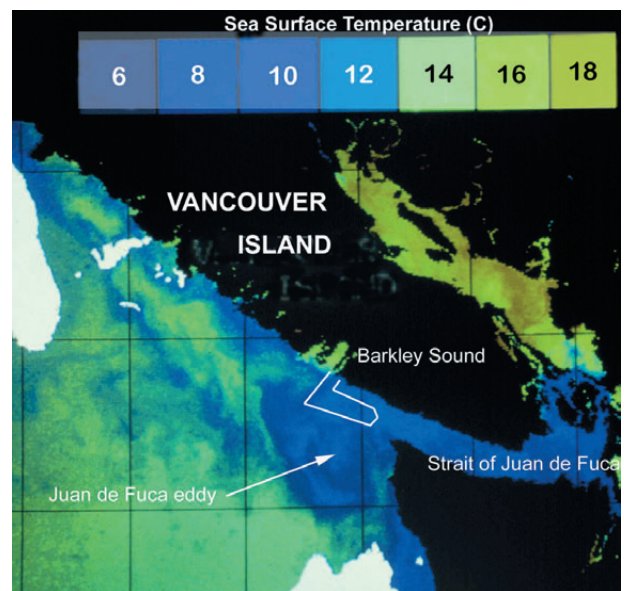 Sea Surface Temperature (C)
6 8 10 12 14 16 18
VANCOUVER
ISLAND
Barkley Sound
Strait of Juan de Fuca
Juan de Fuca eddy